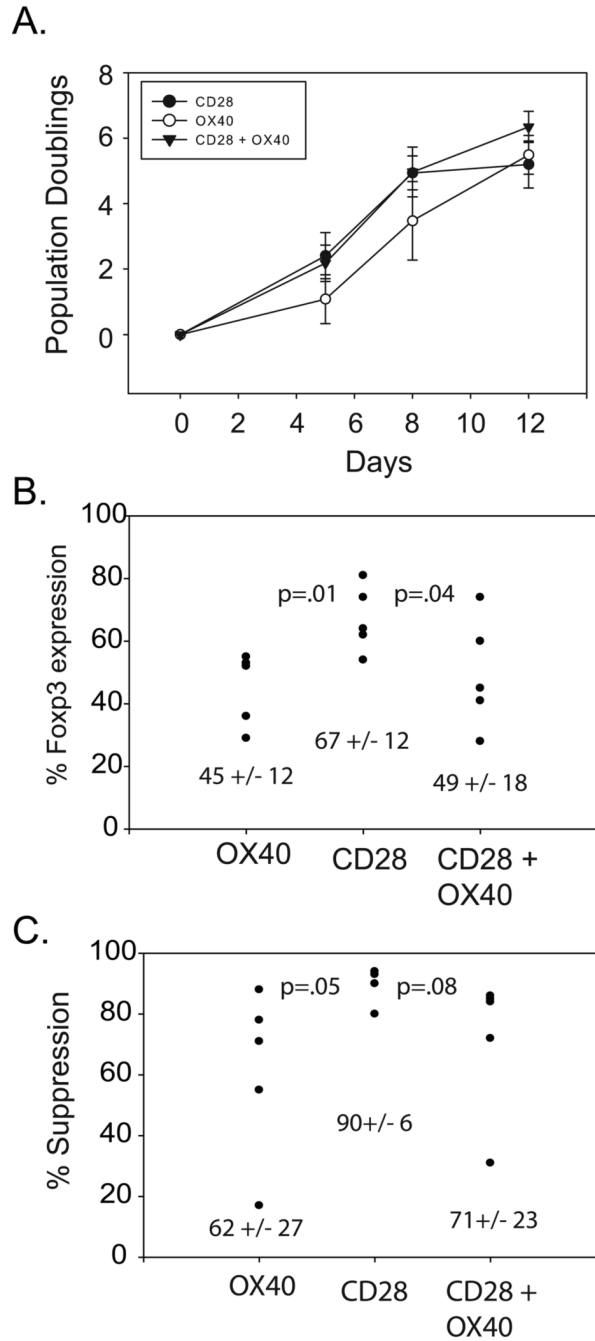 A.
Population Doublings
8
6
4
2
0
CD28
OX40
CD28 + OX40
0 2 4 6 8 10 12
Days
B.
% Foxp3 expression
100
80
60
40
20
0
p=.01 p=.04
45 +/- 12
67 +/- 12
49 +/- 18
OX40 CD28 CD28 +
OX40
C.
% Suppression
100
80
60
40
20
0
p=.05 p=.08
90+/- 6
62 +/- 27
71+/- 23
OX40 CD28 CD28 +
OX40